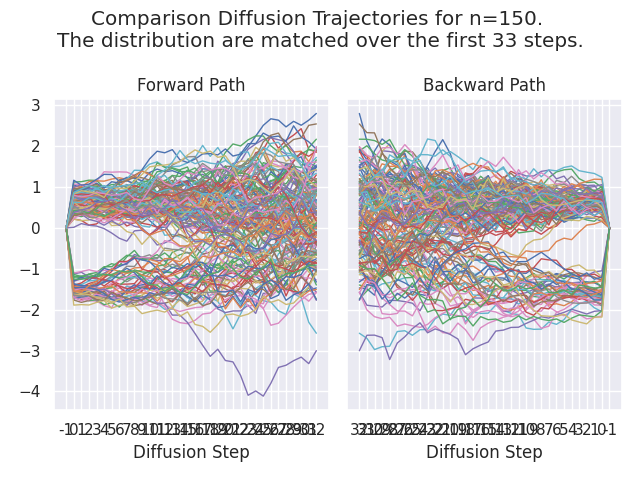 Comparison Diffusion Trajectories for n=150.
The distribution are matched over the first 33 steps.
Forward Path
Backward Path
3
2
1
0
−1
−2
−3
−4
Diffusion Step
Diffusion Step